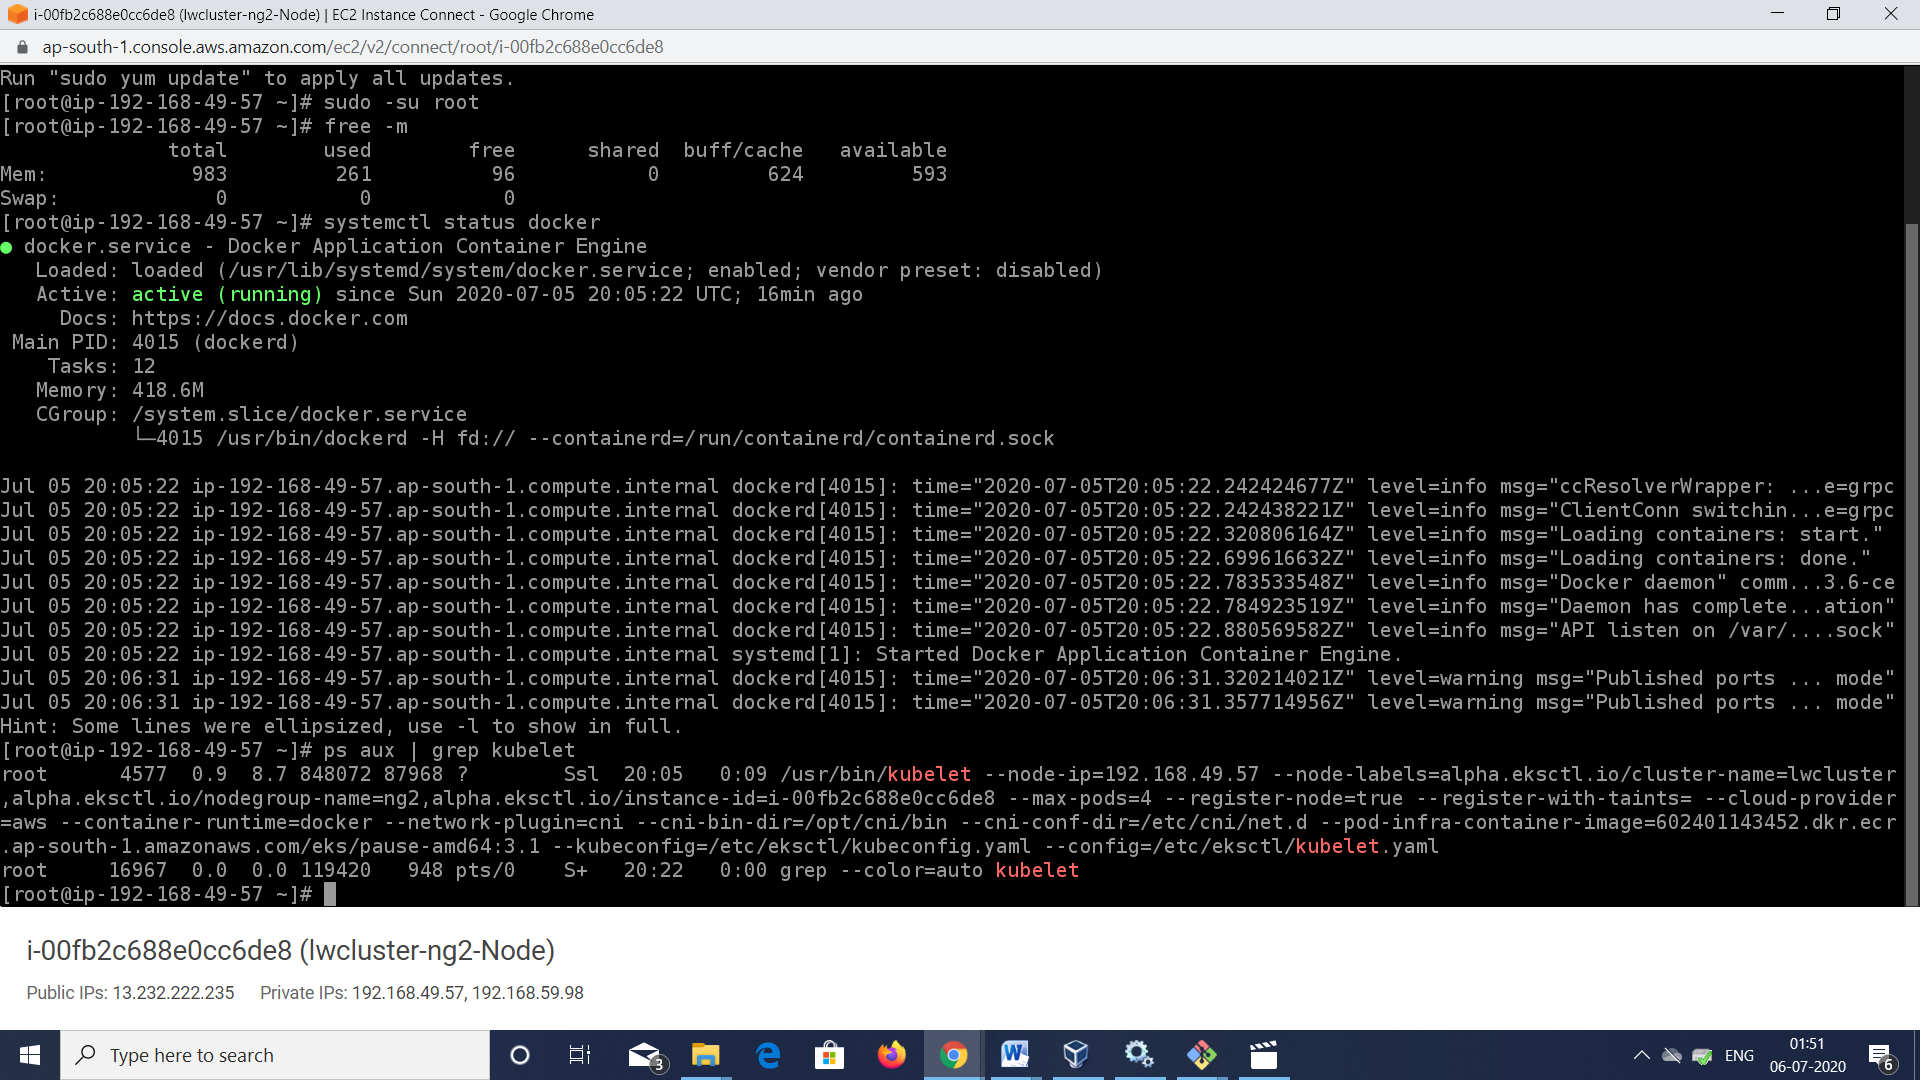 i-00fb2c688e0cc6de8 (lwcluster-ng2-Node) | EC2 Instance Connect - Google Chrome
ap-south-1.console.aws.amazon.com/ec2/v2/connect/root/i-00fb2c688e0cc6de8
Run "sudo yum update" to apply all updates.
[root@ip-192-168-49-57 ~]# sudo -su root
[root@ip-192-168-49-57 ~]# free -m
              total        used        free      shared  buff/cache   available
Mem:            983         261          96           0         624         593
Swap:             0           0           0
[root@ip-192-168-49-57 ~]# systemctl status docker
● docker.service - Docker Application Container Engine
   Loaded: loaded (/usr/lib/systemd/system/docker.service; enabled; vendor preset: disabled)
   Active: active (running) since Sun 2020-07-05 20:05:22 UTC; 16min ago
     Docs: https://docs.docker.com
 Main PID: 4015 (dockerd)
    Tasks: 12
   Memory: 418.6M
   CGroup: /system.slice/docker.service
           └─4015 /usr/bin/dockerd -H fd:// --containerd=/run/containerd/containerd.sock
Jul 05 20:05:22 ip-192-168-49-57.ap-south-1.compute.internal dockerd[4015]: time="2020-07-05T20:05:22.242424677Z" level=info msg="ccResolverWrapper: ...e=grpc
Jul 05 20:05:22 ip-192-168-49-57.ap-south-1.compute.internal dockerd[4015]: time="2020-07-05T20:05:22.242438221Z" level=info msg="ClientConn switchin...e=grpc
Jul 05 20:05:22 ip-192-168-49-57.ap-south-1.compute.internal dockerd[4015]: time="2020-07-05T20:05:22.320806164Z" level=info msg="Loading containers: start."
Jul 05 20:05:22 ip-192-168-49-57.ap-south-1.compute.internal dockerd[4015]: time="2020-07-05T20:05:22.699616632Z" level=info msg="Loading containers: done."
Jul 05 20:05:22 ip-192-168-49-57.ap-south-1.compute.internal dockerd[4015]: time="2020-07-05T20:05:22.783533548Z" level=info msg="Docker daemon" comm...3.6-ce
Jul 05 20:05:22 ip-192-168-49-57.ap-south-1.compute.internal dockerd[4015]: time="2020-07-05T20:05:22.784923519Z" level=info msg="Daemon has complete...ation"
Jul 05 20:05:22 ip-192-168-49-57.ap-south-1.compute.internal dockerd[4015]: time="2020-07-05T20:05:22.880569582Z" level=info msg="API listen on /var/....sock"
Jul 05 20:05:22 ip-192-168-49-57.ap-south-1.compute.internal systemd[1]: Started Docker Application Container Engine.
Jul 05 20:06:31 ip-192-168-49-57.ap-south-1.compute.internal dockerd[4015]: time="2020-07-05T20:06:31.320214021Z" level=warning msg="Published ports ... mode"
Jul 05 20:06:31 ip-192-168-49-57.ap-south-1.compute.internal dockerd[4015]: time="2020-07-05T20:06:31.357714956Z" level=warning msg="Published ports ... mode"
Hint: Some lines were ellipsized, use -l to show in full.
[root@ip-192-168-49-57 ~]# ps aux | grep kubelet
root      4577  0.9  8.7 848072 87968 ?        Ssl  20:05   0:09 /usr/bin/kubelet --node-ip=192.168.49.57 --node-labels=alpha.eksctl.io/cluster-name=lwcluster
,alpha.eksctl.io/nodegroup-name=ng2,alpha.eksctl.io/instance-id=i-00fb2c688e0cc6de8 --max-pods=4 --register-node=true --register-with-taints= --cloud-provider
=aws --container-runtime=docker --network-plugin=cni --cni-bin-dir=/opt/cni/bin --cni-conf-dir=/etc/cni/net.d --pod-infra-container-image=602401143452.dkr.ecr
.ap-south-1.amazonaws.com/eks/pause-amd64:3.1 --kubeconfig=/etc/eksctl/kubeconfig.yaml --config=/etc/eksctl/kubelet.yaml
root     16967  0.0  0.0 119420   948 pts/0    S+   20:22   0:00 grep --color=auto kubelet
[root@ip-192-168-49-57 ~]#
i-00fb2c688e0cc6de8 (lwcluster-ng2-Node)
Public IPs: 13.232.222.235    Private IPs: 192.168.49.57, 192.168.59.98
Type here to search
3
ENG
01:51
06-07-2020
6